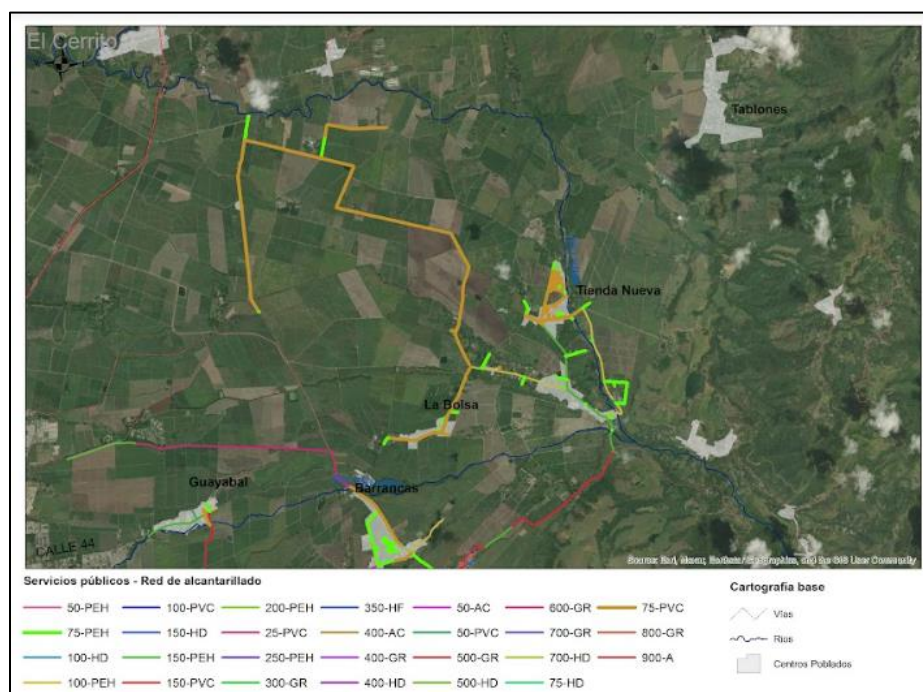 El Cerrito
Tablones
Tienda Nueva
La Bolsa
Guayabal
Barrancas
CALLE 44
Servicios públicos - Red de alcantarillado
50-PEH 100-PVC 200-PEH 350-HF 50-AC 600-GR 75-PVC
75-PEH 150-HD 25-PVC 400-AC 50-PVC 700-GR 800-GR
100-HD 150-PEH 250-PEH 400-GR 500-GR 700-HD 900-A
100-PEH 150-PVC 300-GR 400-HD 500-HD 75-HD
Cartografia base
Vías
Rios
Centros Poblados